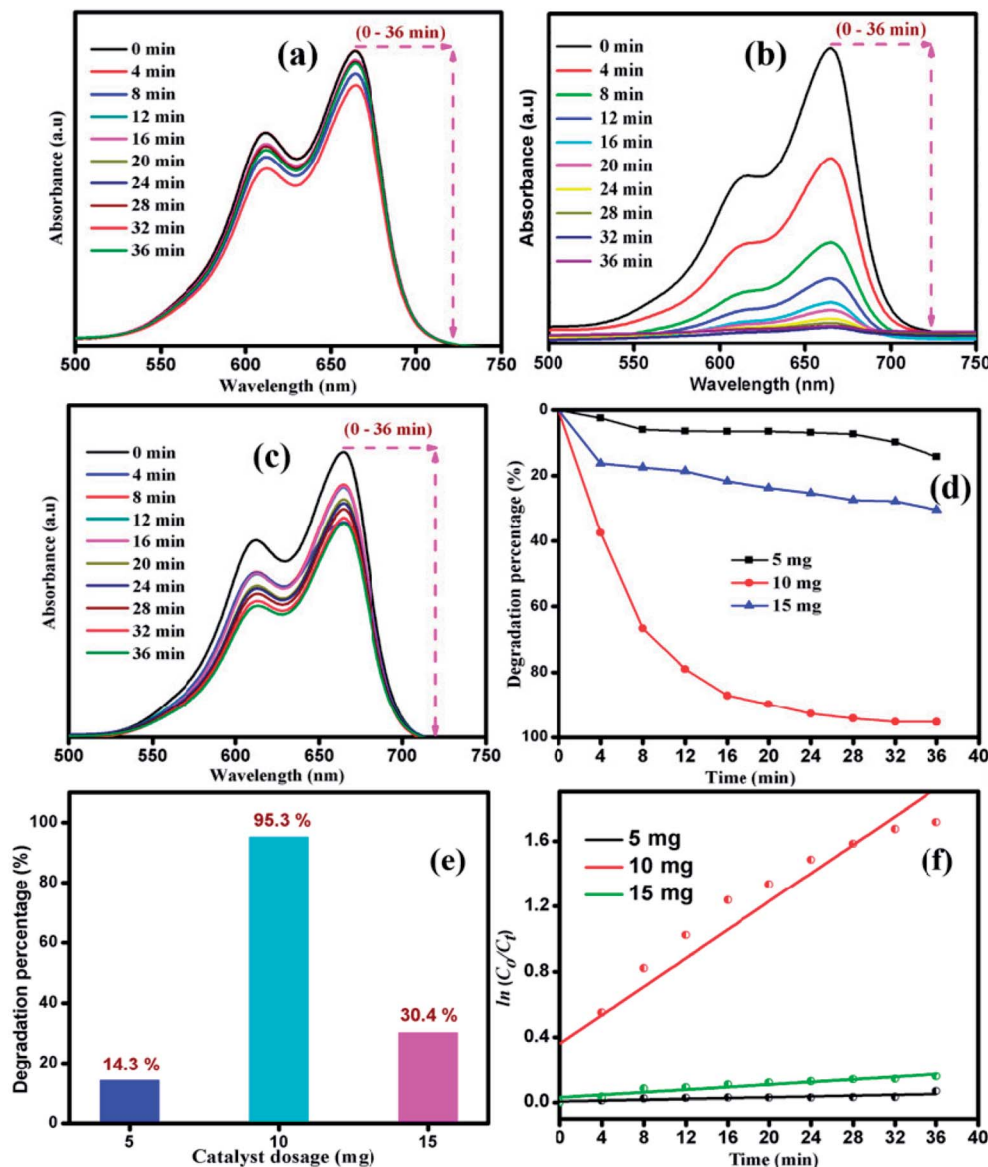 (0 - 36 min)
(a)
0 min
4 min
8 min
12 min
16 min
20 min
24 min
28 min
32 min
36 min
Absorbance (a.u)
500 550 600 650 700 750
Wavelength (nm)
(0 - 36 min)
(b)
0 min
4 min
8 min
12 min
16 min
20 min
24 min
28 min
32 min
36 min
Absorbance (a.u)
500 550 600 650 700 750
Wavelength (nm)
(0 - 36 min)
(c)
0 min
4 min
8 min
12 min
16 min
20 min
24 min
28 min
32 min
36 min
Absorbance (a.u)
500 550 600 650 700 750
Wavelength (nm)
0
20
40
60
80
100
Degradation percentage (%)
(d)
5 mg
10 mg
15 mg
0 4 8 12 16 20 24 28 32 36 40
Time (min)
100
80
60
40
20
0
Degradation percentage (%)
95.3 %
(e)
14.3 %
30.4 %
5 10 15
Catalyst dosage (mg)
1.6
1.2
0.8
0.4
0.0
ln (Co/Ct)
5 mg
10 mg
15 mg
(f)
0 4 8 12 16 20 24 28 32 36 40
Time (min)